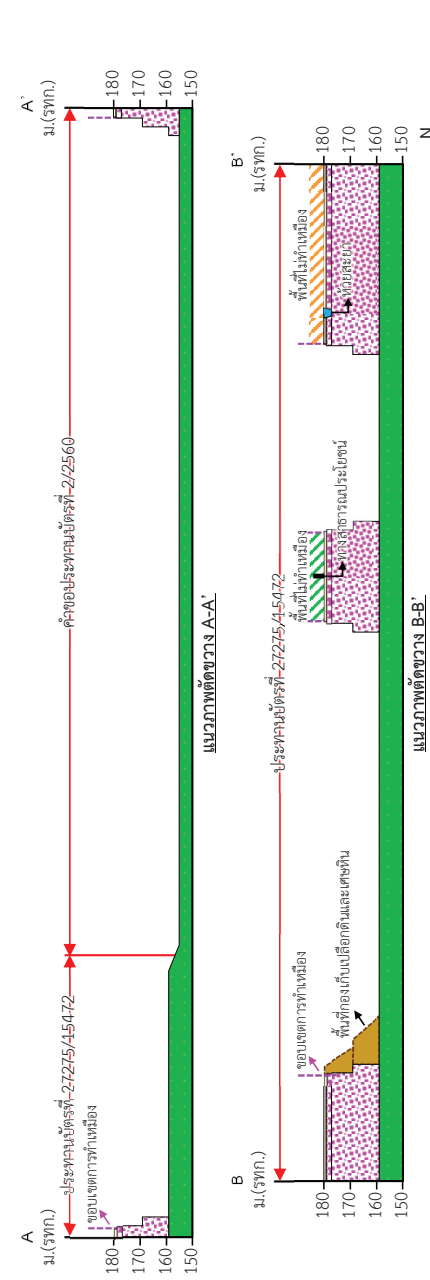 A
ม.(รทก.)
ประทานบัตรที่ 27275/15472
คำขอประทานบัตรที่ 2/2560
A'
ม.(รทก.)
ขอบเขตการทำเหมือง
180
170
160
150
180
170
160
150
แนวภาพตัดขวาง A-A'
B
ม.(รทก.)
ประทานบัตรที่ 27275/15472
B'
ม.(รทก.)
ขอบเขตการทำเหมือง
พื้นที่กองเก็บเปลือกดินและเศษหิน
พื้นที่ไม่ทำเหมือง
ทางสาธารณประโยชน์
พื้นที่ไม่ทำเหมือง
ห้วยสะยา
180
170
160
150
180
170
160
150
แนวภาพตัดขวาง B-B'
N